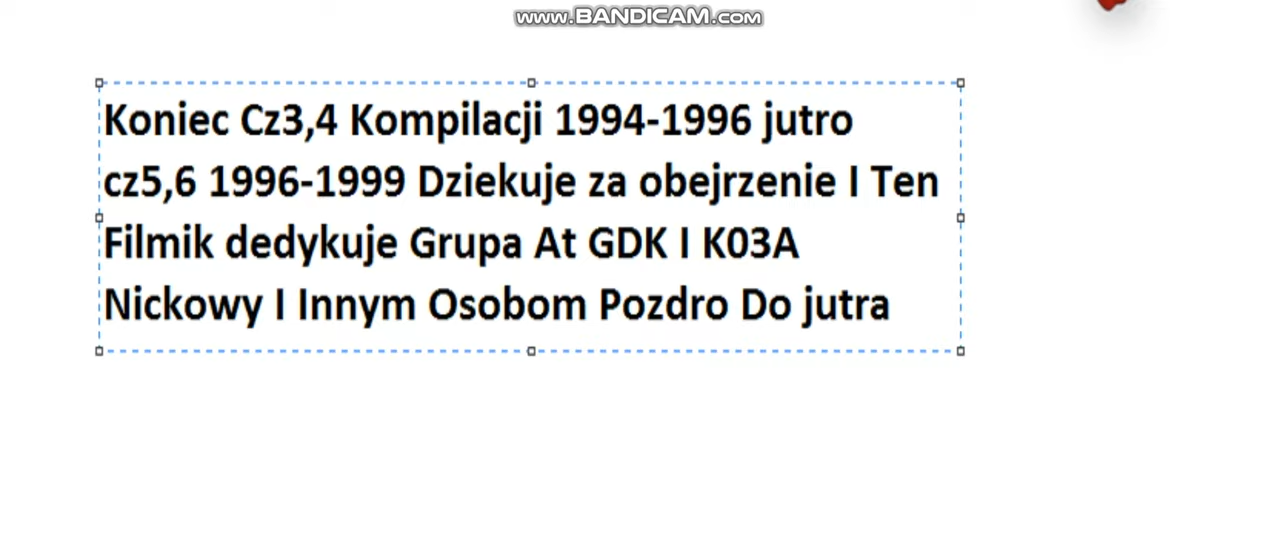 www.BANDICAM.com
Koniec Cz3,4 Kompilacji 1994-1996 jutro
cz5,6 1996-1999 Dziekuje za obejrzenie I Ten
Filmik dedykuje Grupa At GDK I K03A
Nickowy I Innym Osobom Pozdro Do jutra